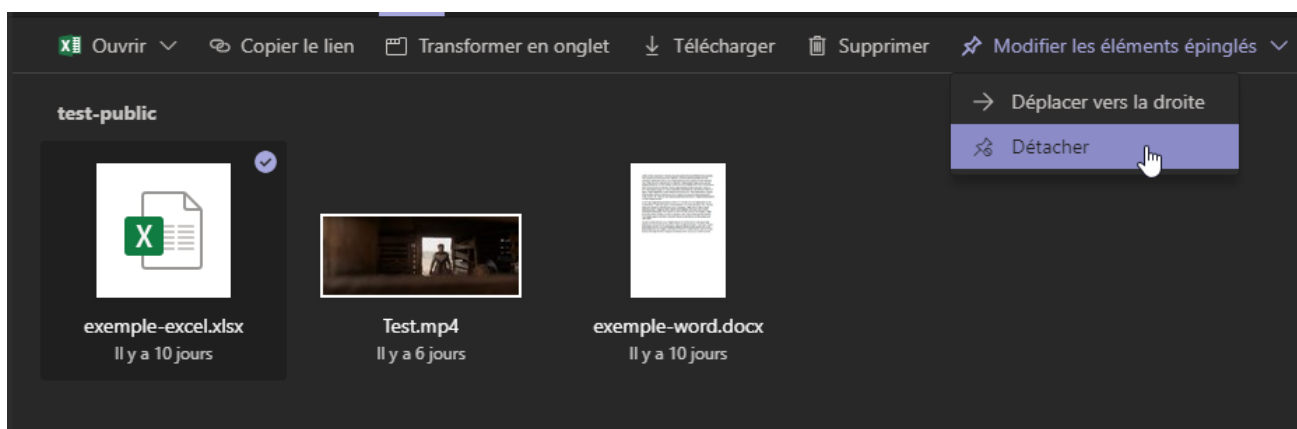 Ouvrir
Copier le lien
Transformer en onglet
Télécharger
Supprimer
Modifier les éléments épinglés
Déplacer vers la droite
Détacher
test-public
X
exemple-excel.xlsx
Il y a 10 jours
Test.mp4
Il y a 6 jours
exemple-word.docx
Il y a 10 jours